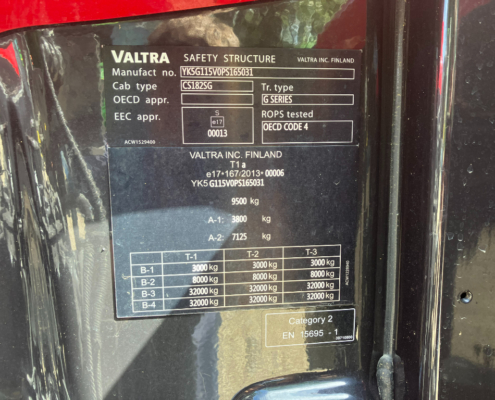 VALTRA SAFETY STRUCTURE VALTRA INC. FINLAND
Manufact no. YK5G115V0PS165031
Cab type CS182SG Tr. type
OECD appr. G SERIES
EEC appr. S e17 00013 ROPS tested
OECD CODE 4
ACW1529400
VALTRA INC. FINLAND
T1 a
e17*167/2013*00006
YK5G115V0PS165031
9500 kg
A-1: 3800 kg
A-2: 7125 kg
T-1 T-2 T-3
B-1 3000 kg 3000 kg 3000 kg
B-2 8000 kg 8000 kg 8000 kg
B-3 32000 kg 32000 kg 32000 kg
B-4 32000 kg 32000 kg 32000 kg
Category 2
EN 15695 - 1